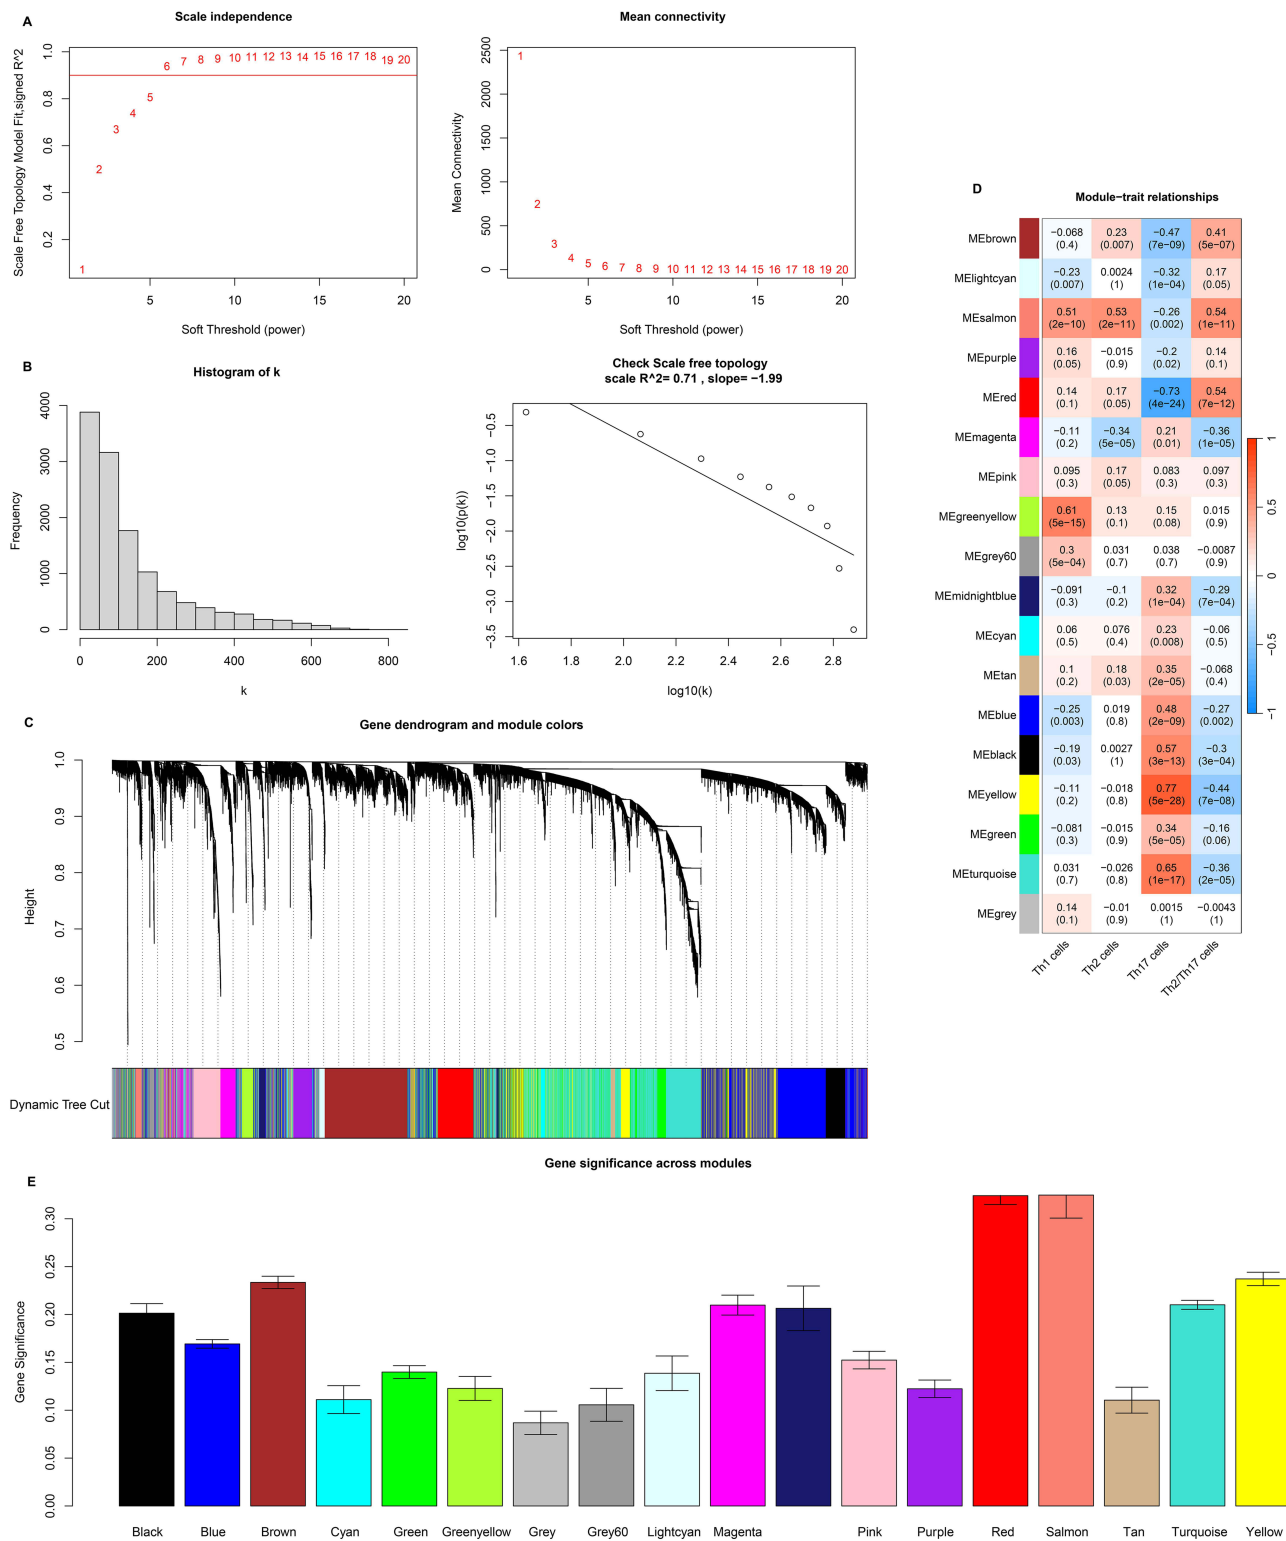 A
Scale independence
Scale Free Topology Model Fit,signed R^2
0.2
0.4
0.6
0.8
1.0
1
2
3
4
5
6
7
8
9
10
11
12
13
14
15
16
17
18
19
20
5
10
15
20
Soft Threshold (power)
Mean connectivity
Mean Connectivity
0
500
1000
1500
2000
2500
1
2
3
4
5
6
7
8
9
10
11
12
13
14
15
16
17
18
19
20
5
10
15
20
Soft Threshold (power)
B
Histogram of k
Frequency
0
1000
3000
4000
0
200
400
600
800
k
Check Scale free topology
scale R^2= 0.71 , slope= −1.99
log10(p(k))
−3.5
−3.0
−2.5
−2.0
−1.5
−1.0
−0.5
1.6
1.8
2.0
2.2
2.4
2.6
2.8
log10(k)
C
Gene dendrogram and module colors
Height
0.5
0.6
0.7
0.8
0.9
1.0
Dynamic Tree Cut
D
Module−trait relationships
MEbrown
−0.068 0.23 −0.47 0.41
(0.4) (0.007) (7e−09) (5e−07)
MElightcyan
−0.23 0.0024 −0.32 0.17
(0.007) (1) (1e−04) (0.05)
MEsalmon
0.51 0.53 −0.26 0.54
(2e−10) (2e−11) (0.002) (1e−11)
MEpurple
0.16 −0.015 −0.2 0.14
(0.05) (0.9) (0.02) (0.1)
MEred
0.14 0.17 −0.73 0.54
(0.1) (0.05) (4e−24) (7e−12)
MEmagenta
−0.11 −0.34 0.21 −0.36
(0.2) (5e−05) (0.01) (1e−05)
MEpink
0.095 0.17 0.083 0.097
(0.3) (0.05) (0.3) (0.3)
MEgreenyellow
0.61 0.13 0.15 0.015
(5e−15) (0.1) (0.08) (0.9)
MEgrey60
0.3 0.031 0.038 −0.0087
(5e−04) (0.7) (0.7) (0.9)
MEmidnightblue
−0.091 −0.1 0.32 −0.29
(0.3) (0.2) (1e−04) (7e−04)
MEcyan
0.06 0.076 0.23 −0.06
(0.5) (0.4) (0.008) (0.5)
MEtan
0.1 0.18 0.35 −0.068
(0.2) (0.03) (2e−05) (0.4)
MEblue
−0.25 0.019 0.48 −0.27
(0.003) (0.8) (2e−09) (0.002)
MEblack
−0.19 0.0027 0.57 −0.3
(0.03) (1) (3e−13) (3e−04)
MEyellow
−0.11 −0.018 0.77 −0.44
(0.2) (0.8) (5e−28) (7e−08)
MEgreen
−0.081 −0.015 0.34 −0.16
(0.3) (0.9) (5e−05) (0.06)
MEturquoise
0.031 −0.026 0.65 −0.36
(0.7) (0.8) (1e−17) (2e−05)
MEgrey
0.14 −0.01 0.0015 −0.0043
(0.1) (0.9) (1) (1)
Th1 cells
Th2 cells
Th17 cells
Th2/Th17 cells
1
0.5
0
−0.5
−1
E
Gene significance across modules
Gene Significance
0.00
0.05
0.10
0.15
0.20
0.25
0.30
Black
Blue
Brown
Cyan
Green
Greenyellow
Grey
Grey60
Lightcyan
Magenta
Pink
Purple
Red
Salmon
Tan
Turquoise
Yellow